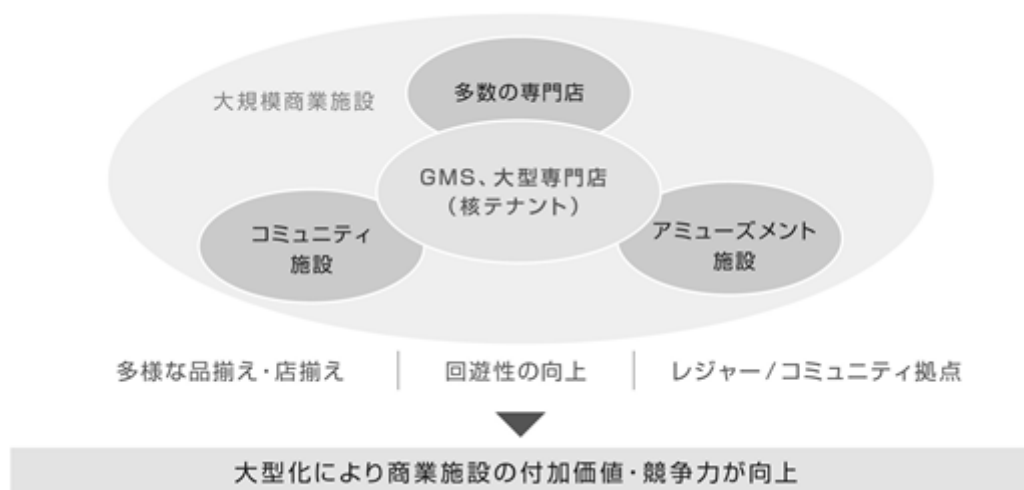 大規模商業施設
多数の専門店
GMS、大型専門店
（核テナント）
コミュニティ
施設
アミューズメント
施設
多様な品揃え・店揃え
回遊性の向上
レジャー/コミュニティ拠点
大型化により商業施設の付加価値・競争力が向上